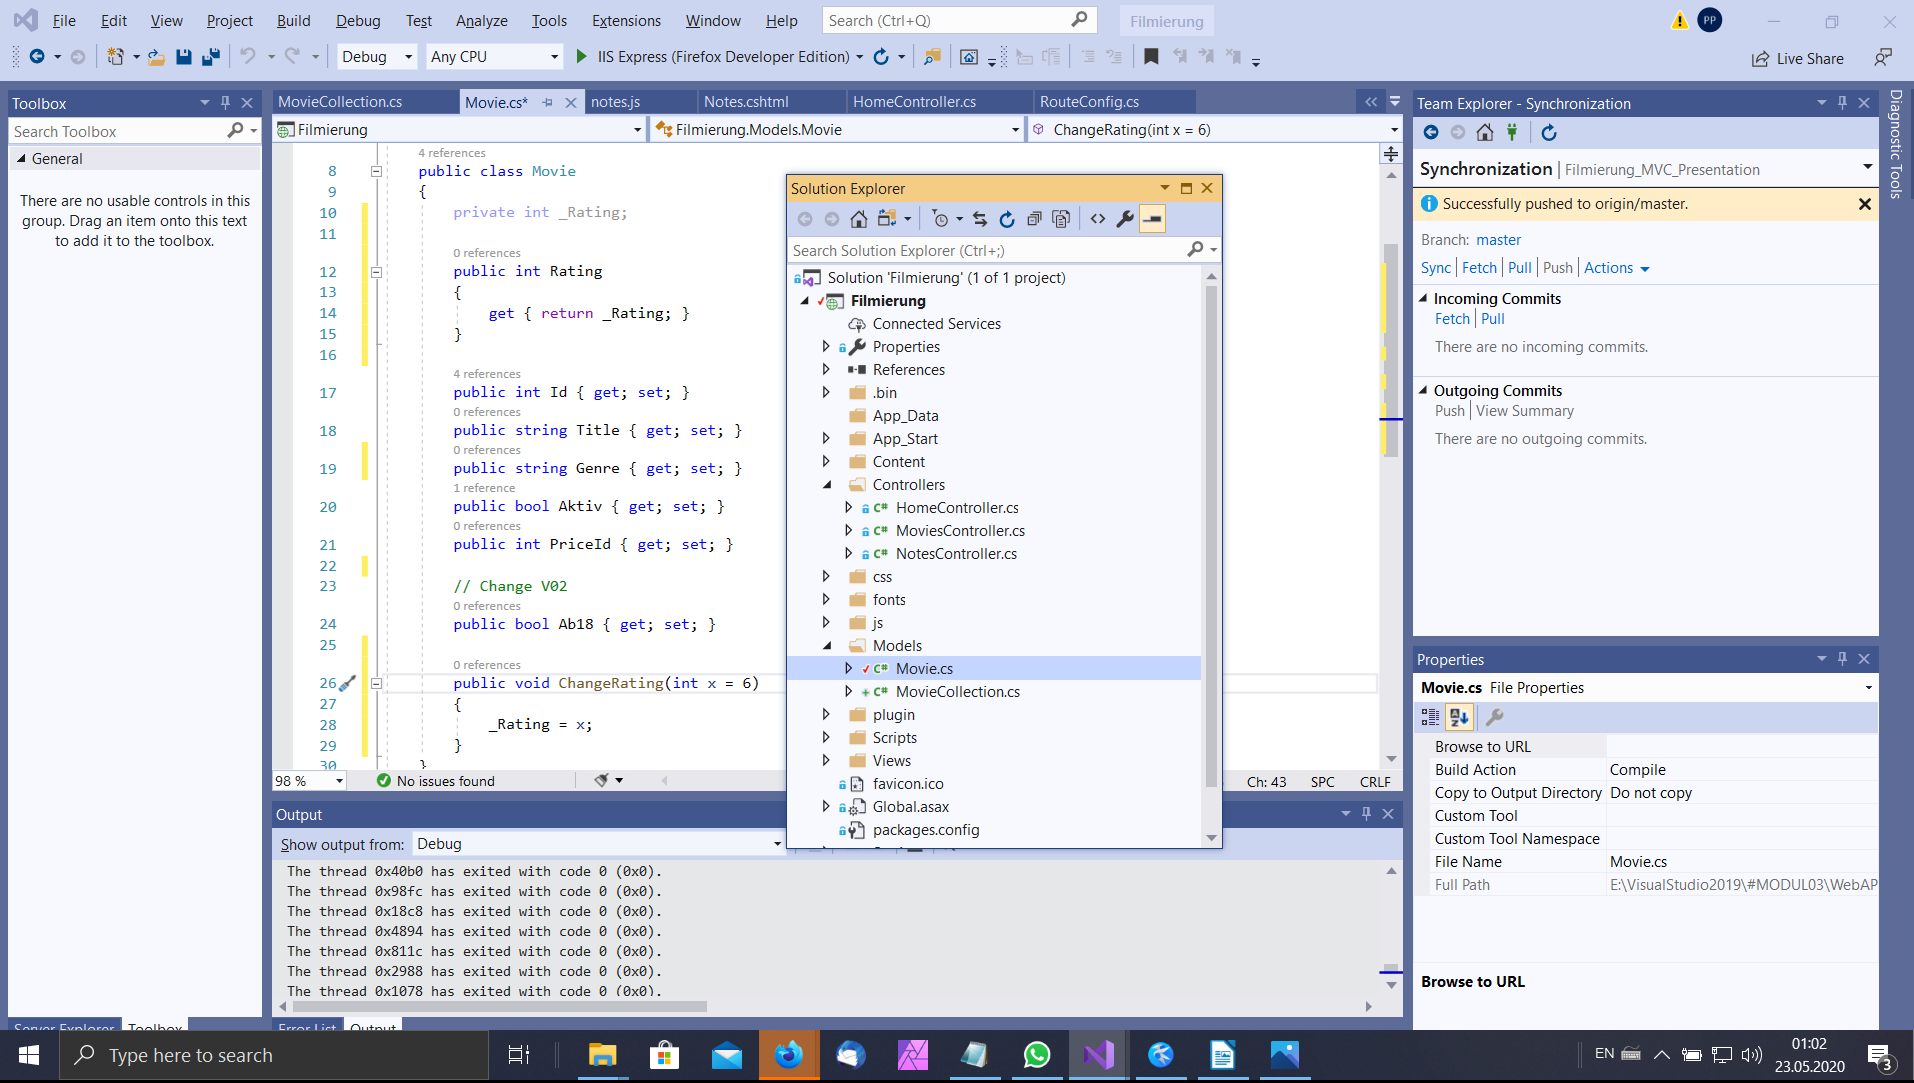 File Edit View Project Build Debug Test Analyze Tools Extensions Window Help Search (Ctrl+Q) Filmierung PP
Debug Any CPU IIS Express (Firefox Developer Edition) Live Share
Toolbox
Search Toolbox
General
There are no usable controls in this
group. Drag an item onto this text
to add it to the toolbox.
Server Explorer Toolbox
MovieCollection.cs Movie.cs* notes.js Notes.cshtml HomeController.cs RouteConfig.cs
Filmierung Filmierung.Models.Movie ChangeRating(int x = 6)
4 references
8 public class Movie
9 {
10 private int _Rating;
11
0 references
12 public int Rating
13 {
14 get { return _Rating; }
15 }
16
4 references
17 public int Id { get; set; }
0 references
18 public string Title { get; set; }
0 references
19 public string Genre { get; set; }
1 reference
20 public bool Aktiv { get; set; }
0 references
21 public int PriceId { get; set; }
22
23 // Change V02
0 references
24 public bool Ab18 { get; set; }
25
0 references
26 public void ChangeRating(int x = 6)
27 {
28 _Rating = x;
29 }
30 }
98 % No issues found Ch: 43 SPC CRLF
Solution Explorer
Search Solution Explorer (Ctrl+;)
Solution 'Filmierung' (1 of 1 project)
Filmierung
Connected Services
Properties
References
.bin
App_Data
App_Start
Content
Controllers
C# HomeController.cs
C# MoviesController.cs
C# NotesController.cs
css
fonts
js
Models
C# Movie.cs
C# MovieCollection.cs
plugin
Scripts
Views
favicon.ico
Global.asax
packages.config
Output
Show output from: Debug
The thread 0x40b0 has exited with code 0 (0x0).
The thread 0x98fc has exited with code 0 (0x0).
The thread 0x18c8 has exited with code 0 (0x0).
The thread 0x4894 has exited with code 0 (0x0).
The thread 0x811c has exited with code 0 (0x0).
The thread 0x2988 has exited with code 0 (0x0).
The thread 0x1078 has exited with code 0 (0x0).
Error List Output
Team Explorer - Synchronization
Synchronization | Filmierung_MVC_Presentation
Successfully pushed to origin/master.
Branch: master
Sync Fetch Pull Push Actions
Incoming Commits
Fetch Pull
There are no incoming commits.
Outgoing Commits
Push View Summary
There are no outgoing commits.
Diagnostic Tools
Properties
Movie.cs File Properties
Browse to URL
Build Action Compile
Copy to Output Directory Do not copy
Custom Tool
Custom Tool Namespace
File Name Movie.cs
Full Path E:\VisualStudio2019\#MODUL03\WebAP
Browse to URL
Type here to search EN 01:02
23.05.2020
3